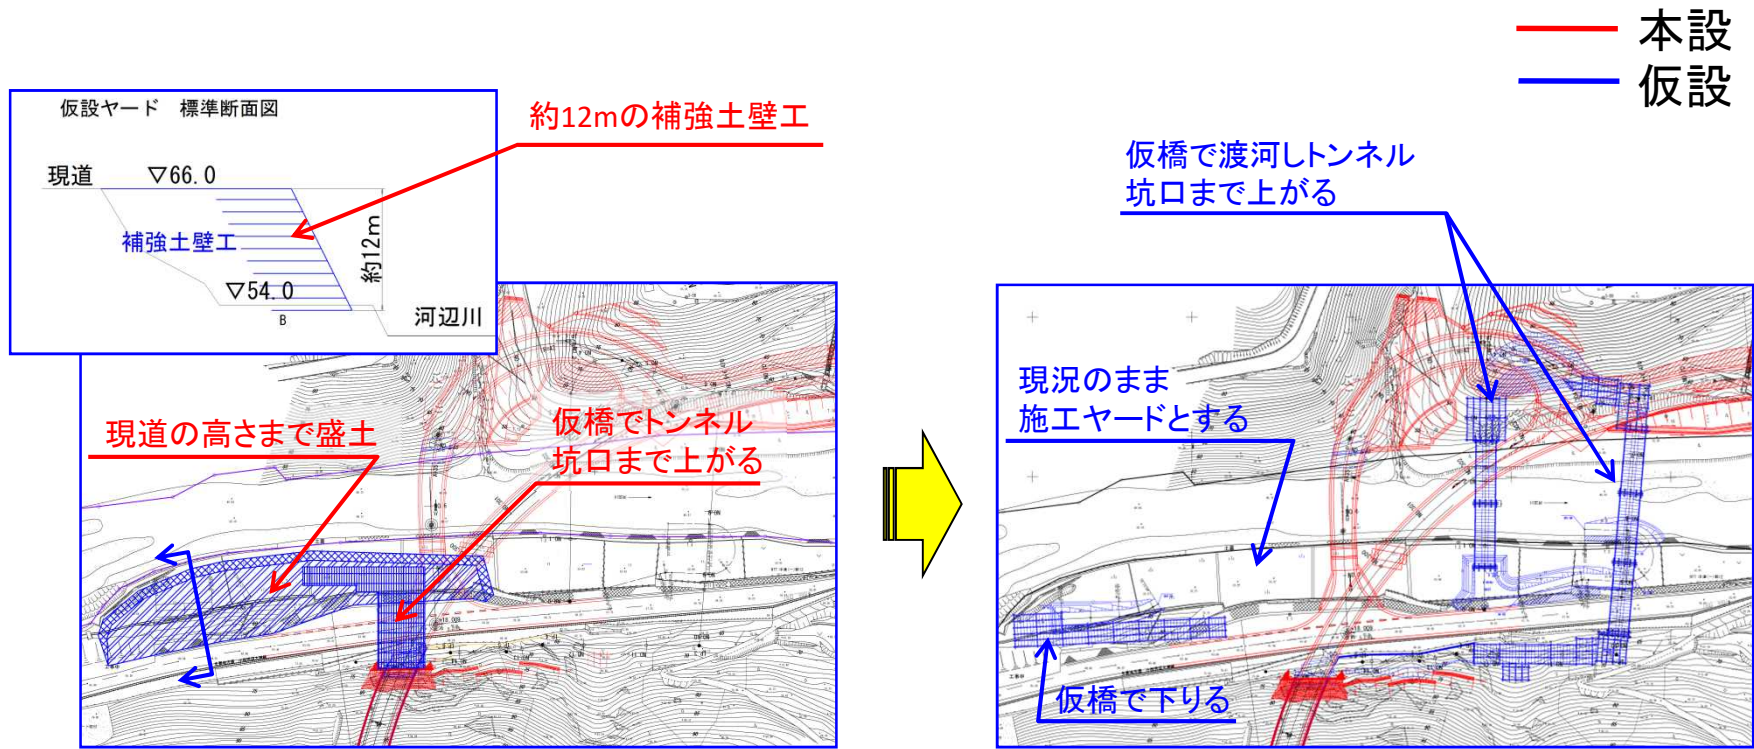 本設
仮設
仮設ヤード 標準断面図
現道
▽66.0
補強土壁工
約12m
▽54.0
B
河辺川
約12mの補強土壁工
現道の高さまで盛土
仮橋でトンネル
坑口まで上がる
仮橋で渡河しトンネル
坑口まで上がる
現況のまま
施工ヤードとする
仮橋で下りる